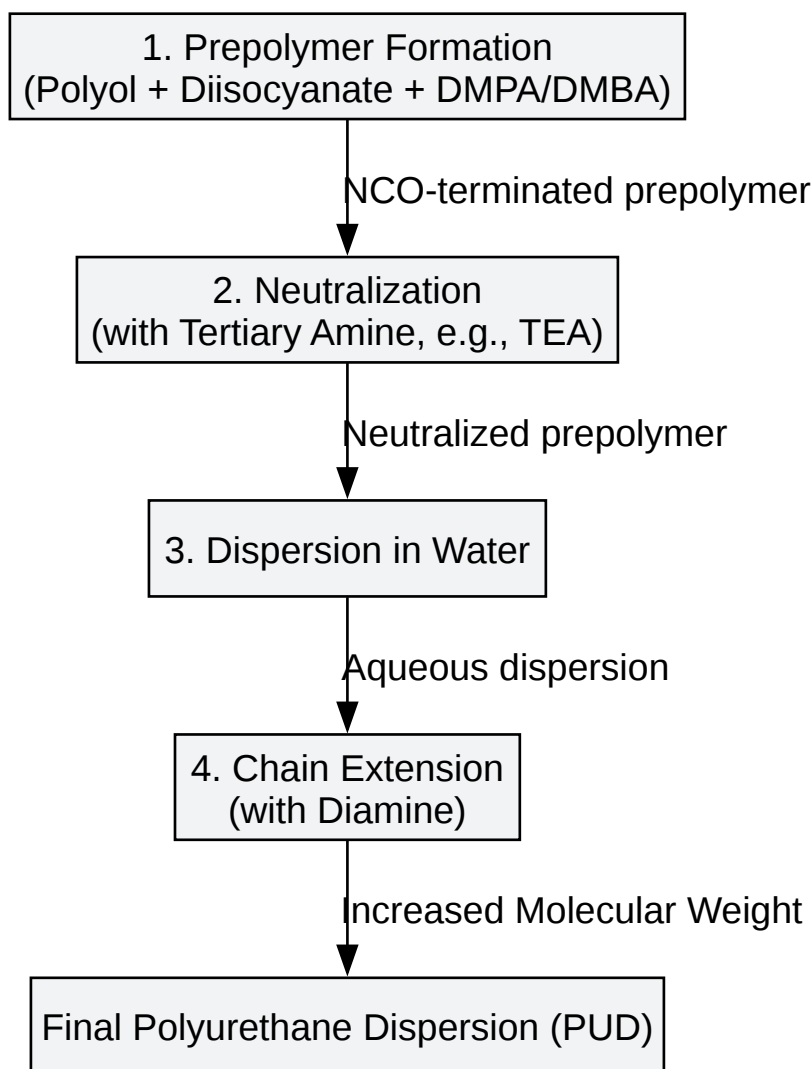 1. Prepolymer Formation
(Polyol + Diisocyanate + DMPA/DMBA)
NCO-terminated prepolymer
2. Neutralization
(with Tertiary Amine, e.g., TEA)
Neutralized prepolymer
3. Dispersion in Water
Aqueous dispersion
4. Chain Extension
(with Diamine)
Increased Molecular Weight
Final Polyurethane Dispersion (PUD)